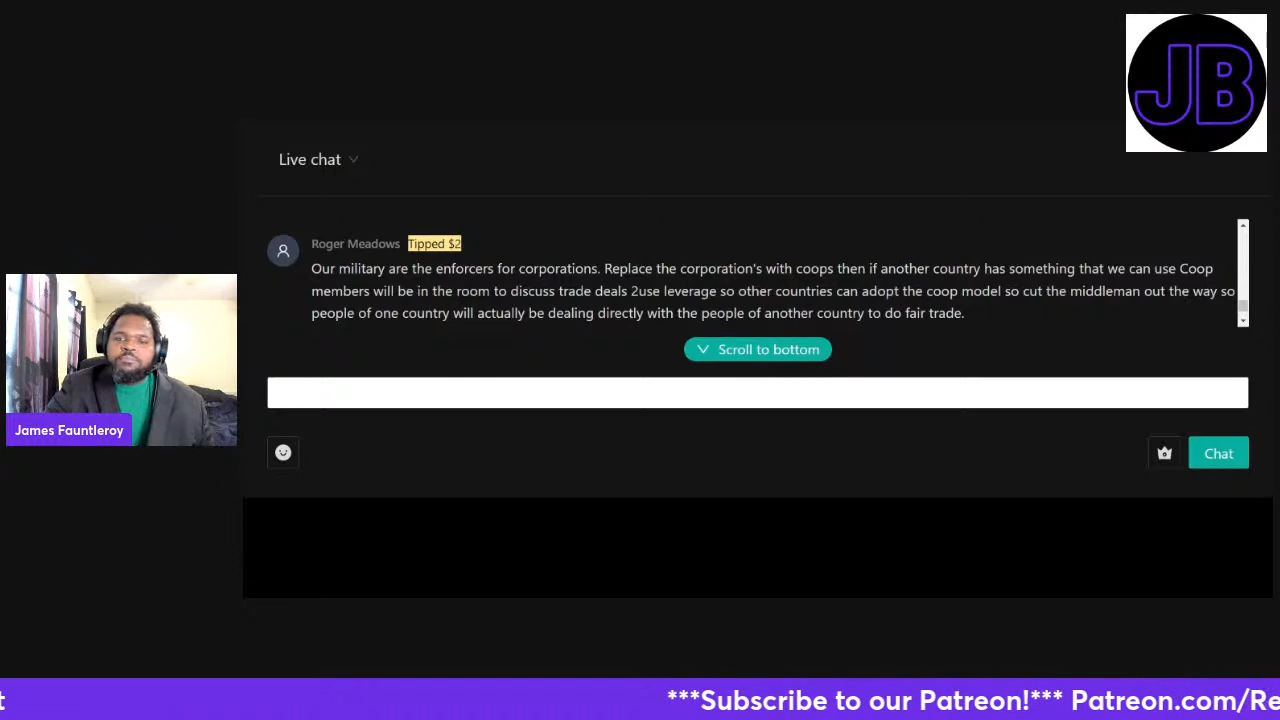 JB
Live chat
Roger Meadows Tipped $2
Our military are the enforcers for corporations. Replace the corporation's with coops then if another country has something that we can use Coop
members will be in the room to discuss trade deals 2use leverage so other countries can adopt the coop model so cut the middleman out the way so
people of one country will actually be dealing directly with the people of another country to do fair trade.
Scroll to bottom
James Fauntleroy
Chat
t ***Subscribe to our Patreon!*** Patreon.com/Re